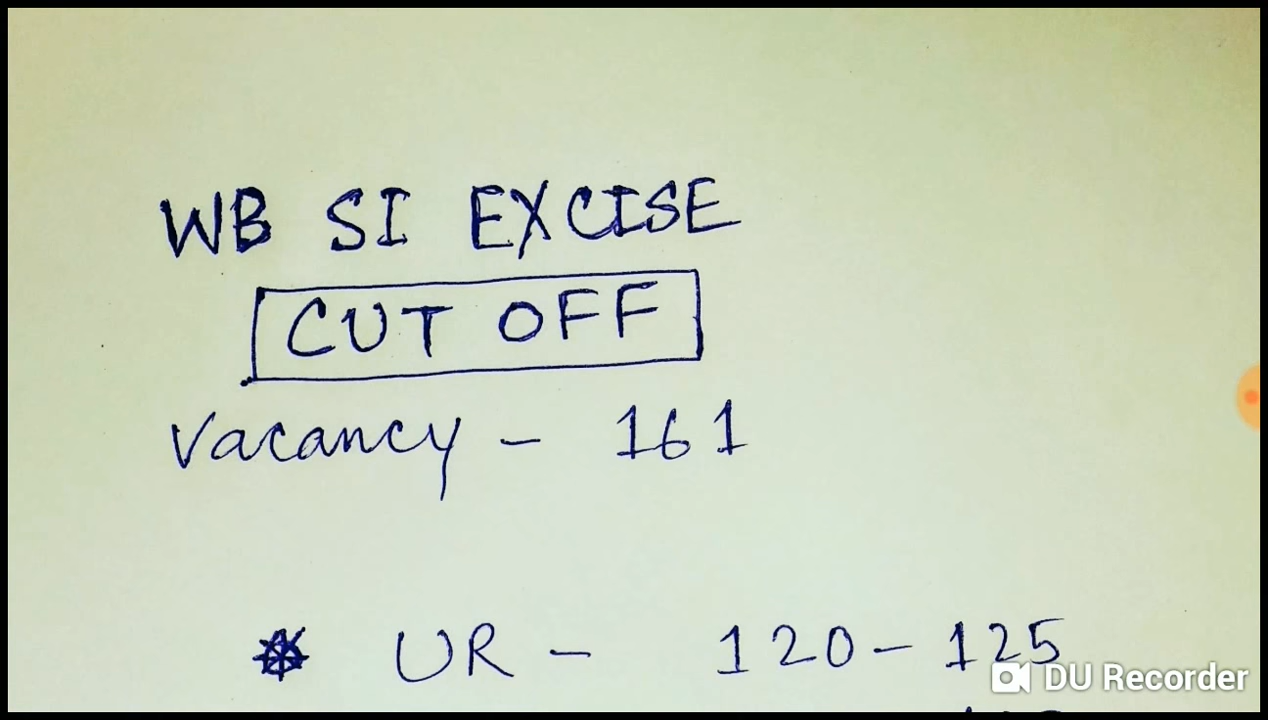 WB SI EXCISE
CUT OFF
Vacancy - 161
* UR - 120 - 125
DU Recorder